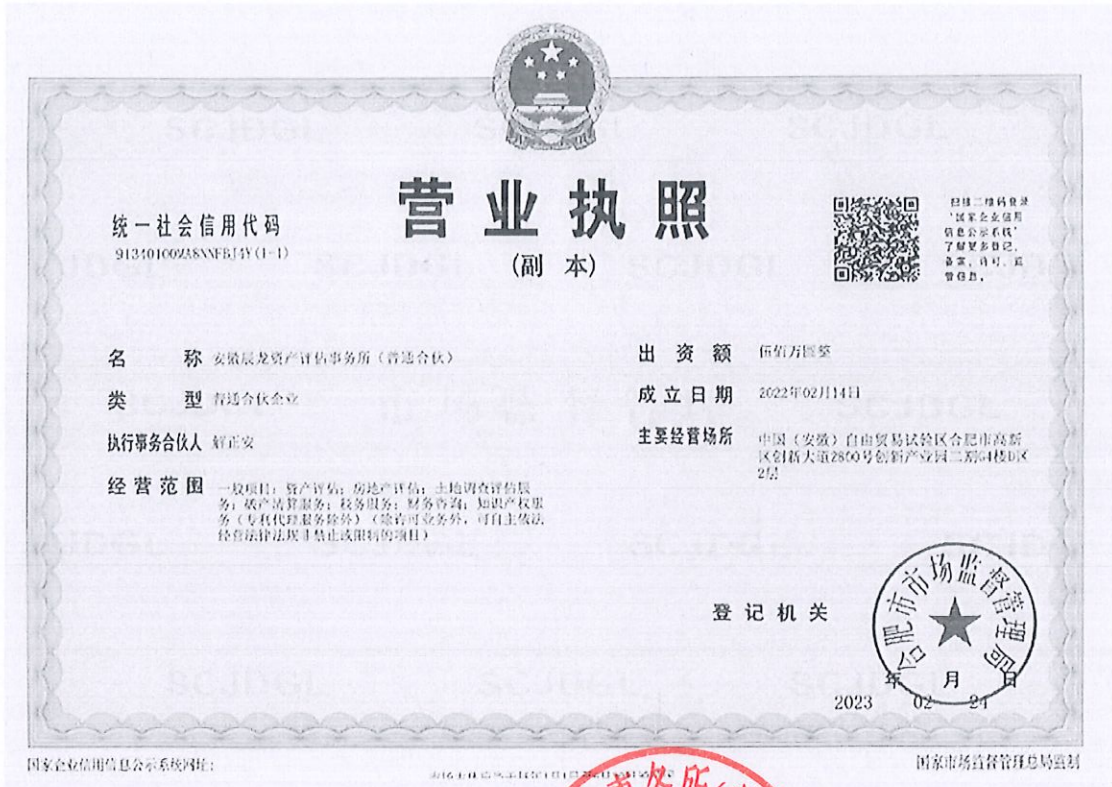 营业执照
(副 本)
统一社会信用代码
91340100MA8NNFBJ4Y(1-1)
扫描二维码登录
‘国家企业信用
信息公示系统’
了解更多登记、
备案、许可、监
管信息。
名 称 安徽辰龙资产评估事务所（普通合伙）
类 型 普通合伙企业
执行事务合伙人 解正安
经营范围 一般项目：资产评估；房地产评估；土地调查评估服
务；破产清算服务；税务服务；财务咨询；知识产权服
务（专利代理服务除外）（除许可业务外，可自主依法
经营法律法规非禁止或限制的项目）
出 资 额 伍佰万圆整
成立日期 2022年02月14日
主要经营场所 中国（安徽）自由贸易试验区合肥市高新
区创新大道2800号创新产业园二期G4楼D区
2层
登记机关
合肥市市场监督管理局
年 月 日
2023 02 24
国家企业信用信息公示系统网址：
国家市场监督管理总局监制
SCJDGL